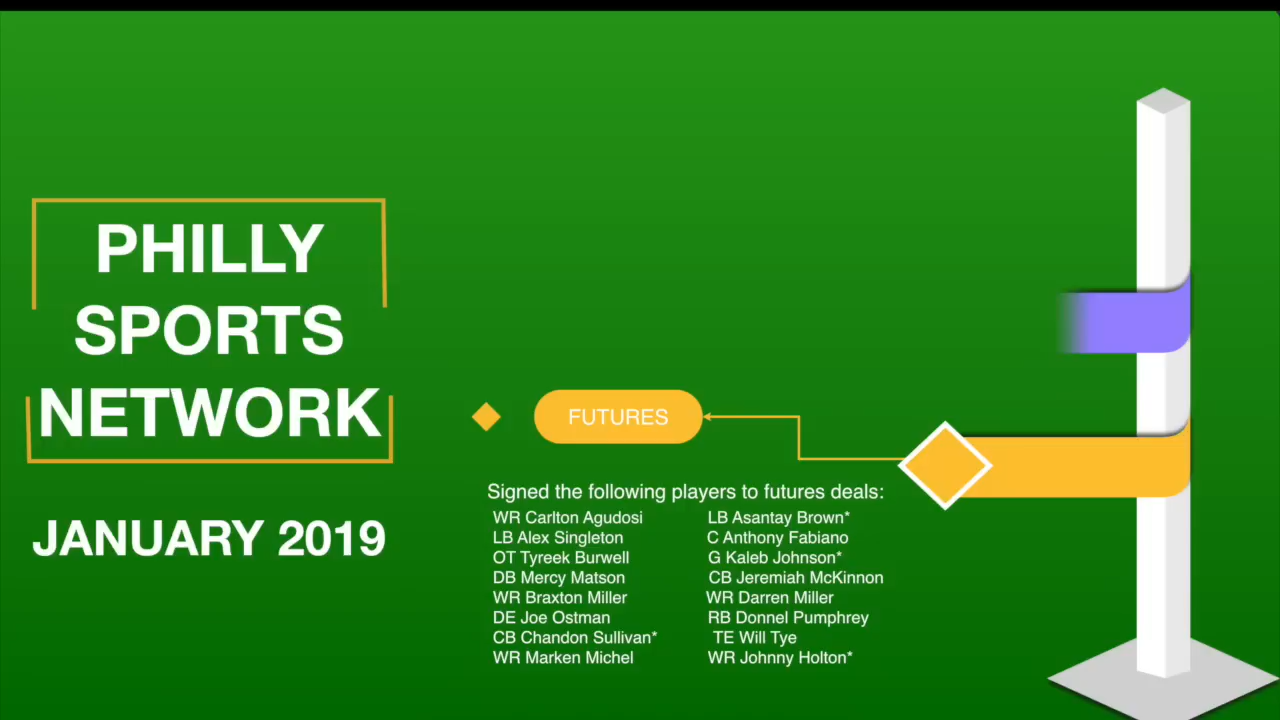 PHILLY
SPORTS
NETWORK
JANUARY 2019
FUTURES
Signed the following players to futures deals:
WR Carlton Agudosi
LB Alex Singleton
OT Tyreek Burwell
DB Mercy Matson
WR Braxton Miller
DE Joe Ostman
CB Chandon Sullivan*
WR Marken Michel
LB Asantay Brown*
C Anthony Fabiano
G Kaleb Johnson*
CB Jeremiah McKinnon
WR Darren Miller
RB Donnel Pumphrey
TE Will Tye
WR Johnny Holton*